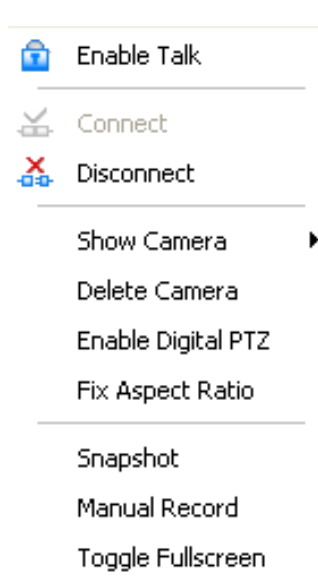 Enable Talk
Connect
Disconnect
Show Camera
Delete Camera
Enable Digital PTZ
Fix Aspect Ratio
Snapshot
Manual Record
Toggle Fullscreen